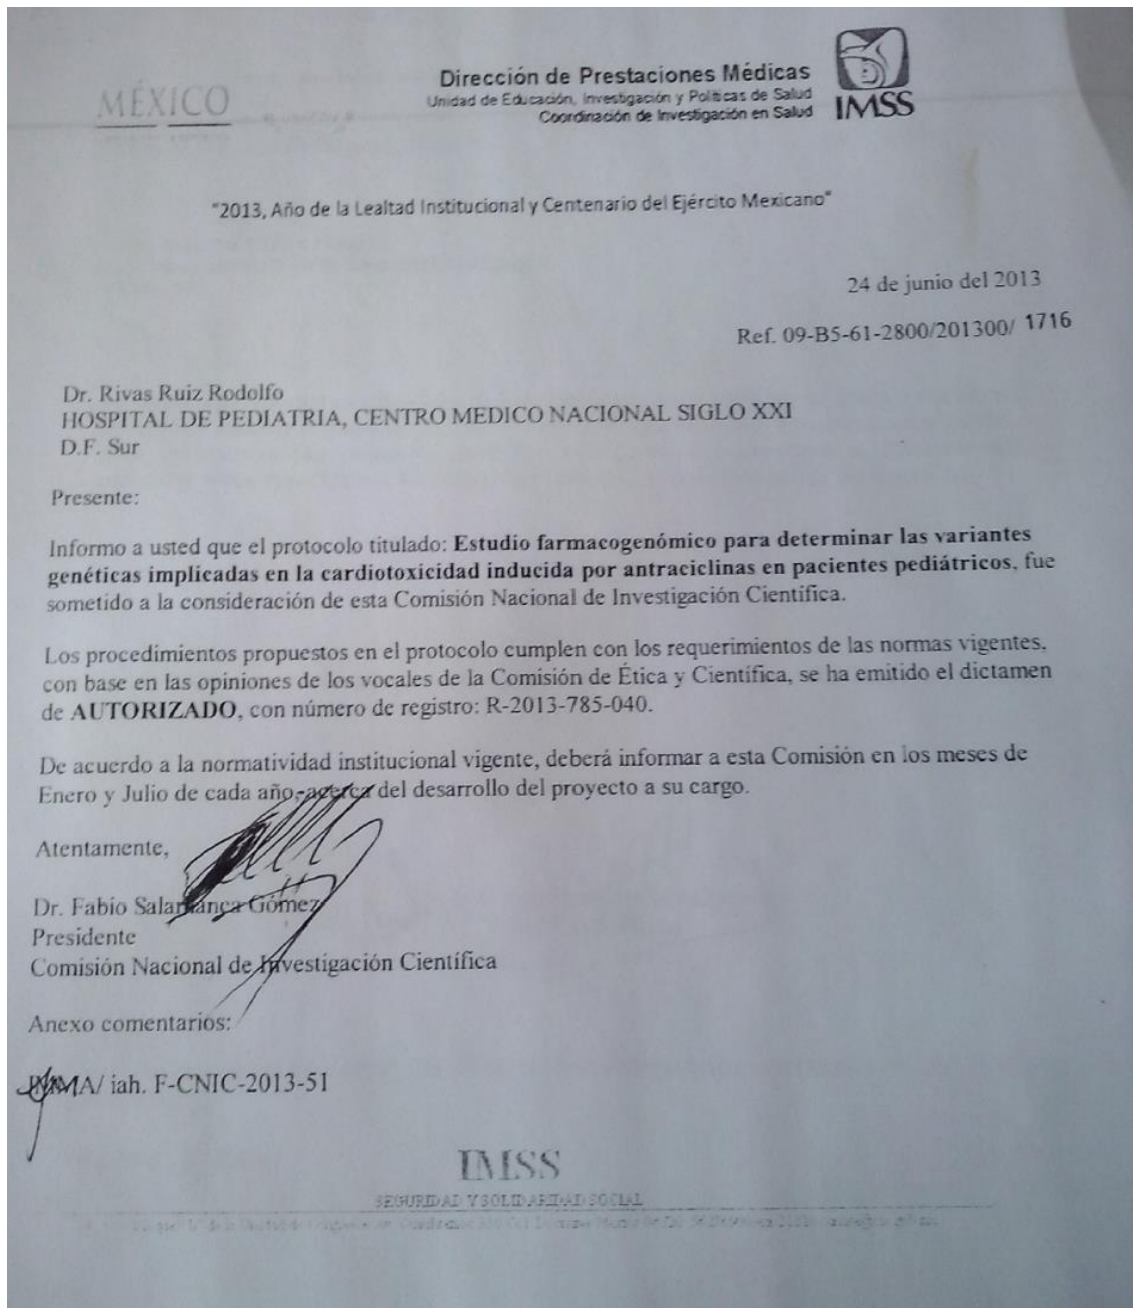 MÉXICO
Dirección de Prestaciones Médicas
Unidad de Educación, Investigación y Políticas de Salud
Coordinación de Investigación en Salud
IMSS
"2013, Año de la Lealtad Institucional y Centenario del Ejército Mexicano"
24 de junio del 2013
Ref. 09-B5-61-2800/201300/ 1716
Dr. Rivas Ruiz Rodolfo
HOSPITAL DE PEDIATRIA, CENTRO MEDICO NACIONAL SIGLO XXI
D.F. Sur
Presente:
Informo a usted que el protocolo titulado: Estudio farmacogenómico para determinar las variantes
genéticas implicadas en la cardiotoxicidad inducida por antraciclinas en pacientes pediátricos, fue
sometido a la consideración de esta Comisión Nacional de Investigación Científica.
Los procedimientos propuestos en el protocolo cumplen con los requerimientos de las normas vigentes,
con base en las opiniones de los vocales de la Comisión de Ética y Científica, se ha emitido el dictamen
de AUTORIZADO, con número de registro: R-2013-785-040.
De acuerdo a la normatividad institucional vigente, deberá informar a esta Comisión en los meses de
Enero y Julio de cada año, acerca del desarrollo del proyecto a su cargo.
Atentamente,
Dr. Fabio Salamanca Gómez
Presidente
Comisión Nacional de Investigación Científica
Anexo comentarios:
/ iah. F-CNIC-2013-51
IMSS
SEGURIDAD Y SOLIDARIDAD SOCIAL